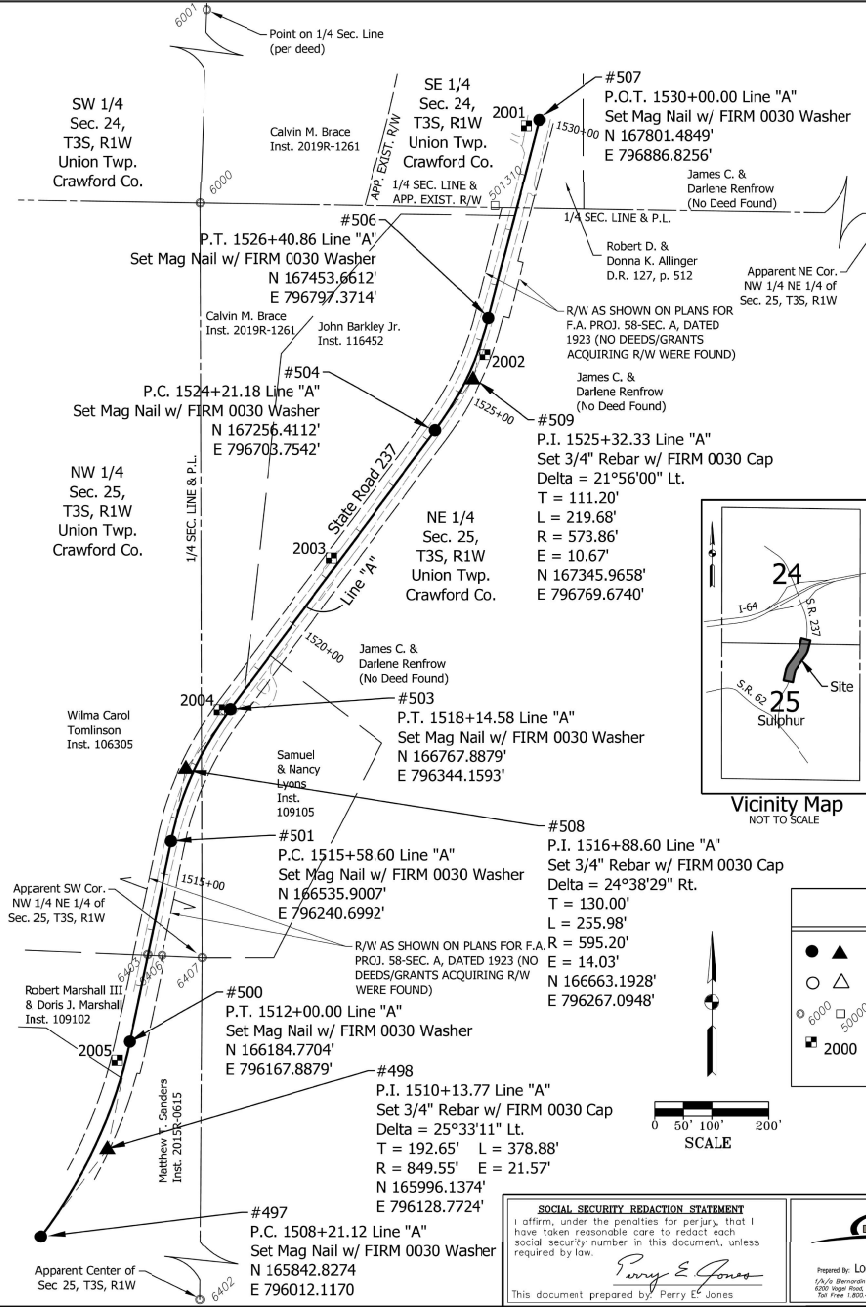 6001
Point on 1/4 Sec. Line
(per deed)
SW 1/4
Sec. 24,
T3S, R1W
Union Twp.
Crawford Co.
Calvin M. Brace
Inst. 2019R-1261
APP. EXIST. R/W
SE 1/4
Sec. 24,
T3S, R1W
Union Twp.
Crawford Co.
2001
1530+00
#507
P.O.T. 1530+00.00 Line "A"
Set Mag Nail w/ FIRM 0030 Washer
N 167801.4849'
E 796886.8256'
6000
1/4 SEC. LINE &
APP. EXIST. R/W
501310
James C. &
Darlene Renfrow
(No Deed Found)
1/4 SEC. LINE & P.L.
#506
P.T. 1526+40.86 Line "A"
Set Mag Nail w/ FIRM 0030 Washer
N 167453.6612'
E 796797.3714'
Robert D. &
Donna K. Allinger
D.R. 127, p. 512
Apparent NE Cor.
NW 1/4 NE 1/4 of
Sec. 25, T3S, R1W
Calvin M. Brace
Inst. 2019R-1261
John Barkley Jr.
Inst. 116452
R/W AS SHOWN ON PLANS FOR
F.A. PROJ. 58-SEC. A, DATED
1923 (NO DEEDS/GRANTS
ACQUIRING R/W WERE FOUND)
2002
#504
P.C. 1524+21.18 Line "A"
Set Mag Nail w/ FIRM 0030 Washer
N 167256.4112'
E 796703.7542'
James C. &
Darlene Renfrow
(No Deed Found)
1525+00
#509
P.I. 1525+32.33 Line "A"
Set 3/4" Rebar w/ FIRM 0030 Cap
Delta = 21°56'00" Lt.
T = 111.20'
L = 219.68'
R = 573.86'
E = 10.67'
N 167345.9658'
E 796769.6740'
NW 1/4
Sec. 25,
T3S, R1W
Union Twp.
Crawford Co.
1/4 SEC. LINE & P.L.
State Road 237
NE 1/4
Sec. 25,
T3S, R1W
Union Twp.
Crawford Co.
2003
Line "A"
1520+00
24
I-64
S.R. 237
Site
S.R. 62
25
Sulphur
Vicinity Map
NOT TO SCALE
James C. &
Darlene Renfrow
(No Deed Found)
2004
#503
P.T. 1518+14.58 Line "A"
Set Mag Nail w/ FIRM 0030 Washer
N 166767.8879'
E 796344.1593'
Wilma Carol
Tomlinson
Inst. 106305
Samuel
& Nancy
Lyons
Inst.
109105
#501
P.C. 1515+58.60 Line "A"
Set Mag Nail w/ FIRM 0030 Washer
N 166535.9007'
E 796240.6992'
#508
P.I. 1516+88.60 Line "A"
Set 3/4" Rebar w/ FIRM 0030 Cap
Delta = 24°38'29" Rt.
T = 130.00'
L = 255.98'
R = 595.20'
E = 14.03'
N 166663.1928'
E 796267.0948'
1515+00
Apparent SW Cor.
NW 1/4 NE 1/4 of
Sec. 25, T3S, R1W
R/W AS SHOWN ON PLANS FOR F.A.
PROJ. 58-SEC. A, DATED 1923 (NO
DEEDS/GRANTS ACQUIRING R/W
WERE FOUND)
6403
6406
6407
Robert Marshall III
& Doris J. Marshall
Inst. 109102
#500
P.T. 1512+00.00 Line "A"
Set Mag Nail w/ FIRM 0030 Washer
N 166184.7704'
E 796167.8879'
2005
6000
50000
2000
#498
P.I. 1510+13.77 Line "A"
Set 3/4" Rebar w/ FIRM 0030 Cap
Delta = 25°33'11" Lt.
T = 192.65' L = 378.88'
R = 849.55' E = 21.57'
N 165996.1374'
E 796128.7724'
0 50' 100' 200'
SCALE
Matthew T. Sanders
Inst. 2015R-0615
#497
P.C. 1508+21.12 Line "A"
Set Mag Nail w/ FIRM 0030 Washer
N 165842.8274
E 796012.1170
Apparent Center of
Sec 25, T3S, R1W
6402
SOCIAL SECURITY REDACTION STATEMENT
I affirm, under the penalties for perjury, that I
have taken reasonable care to redact each
social security number in this document, unless
required by law.
Perry E. Jones
This document prepared by: Perry E. Jones
Prepared By: Lo
f/k/a Bernardin
6200 Vogel Road,
Toll Free 1.800.